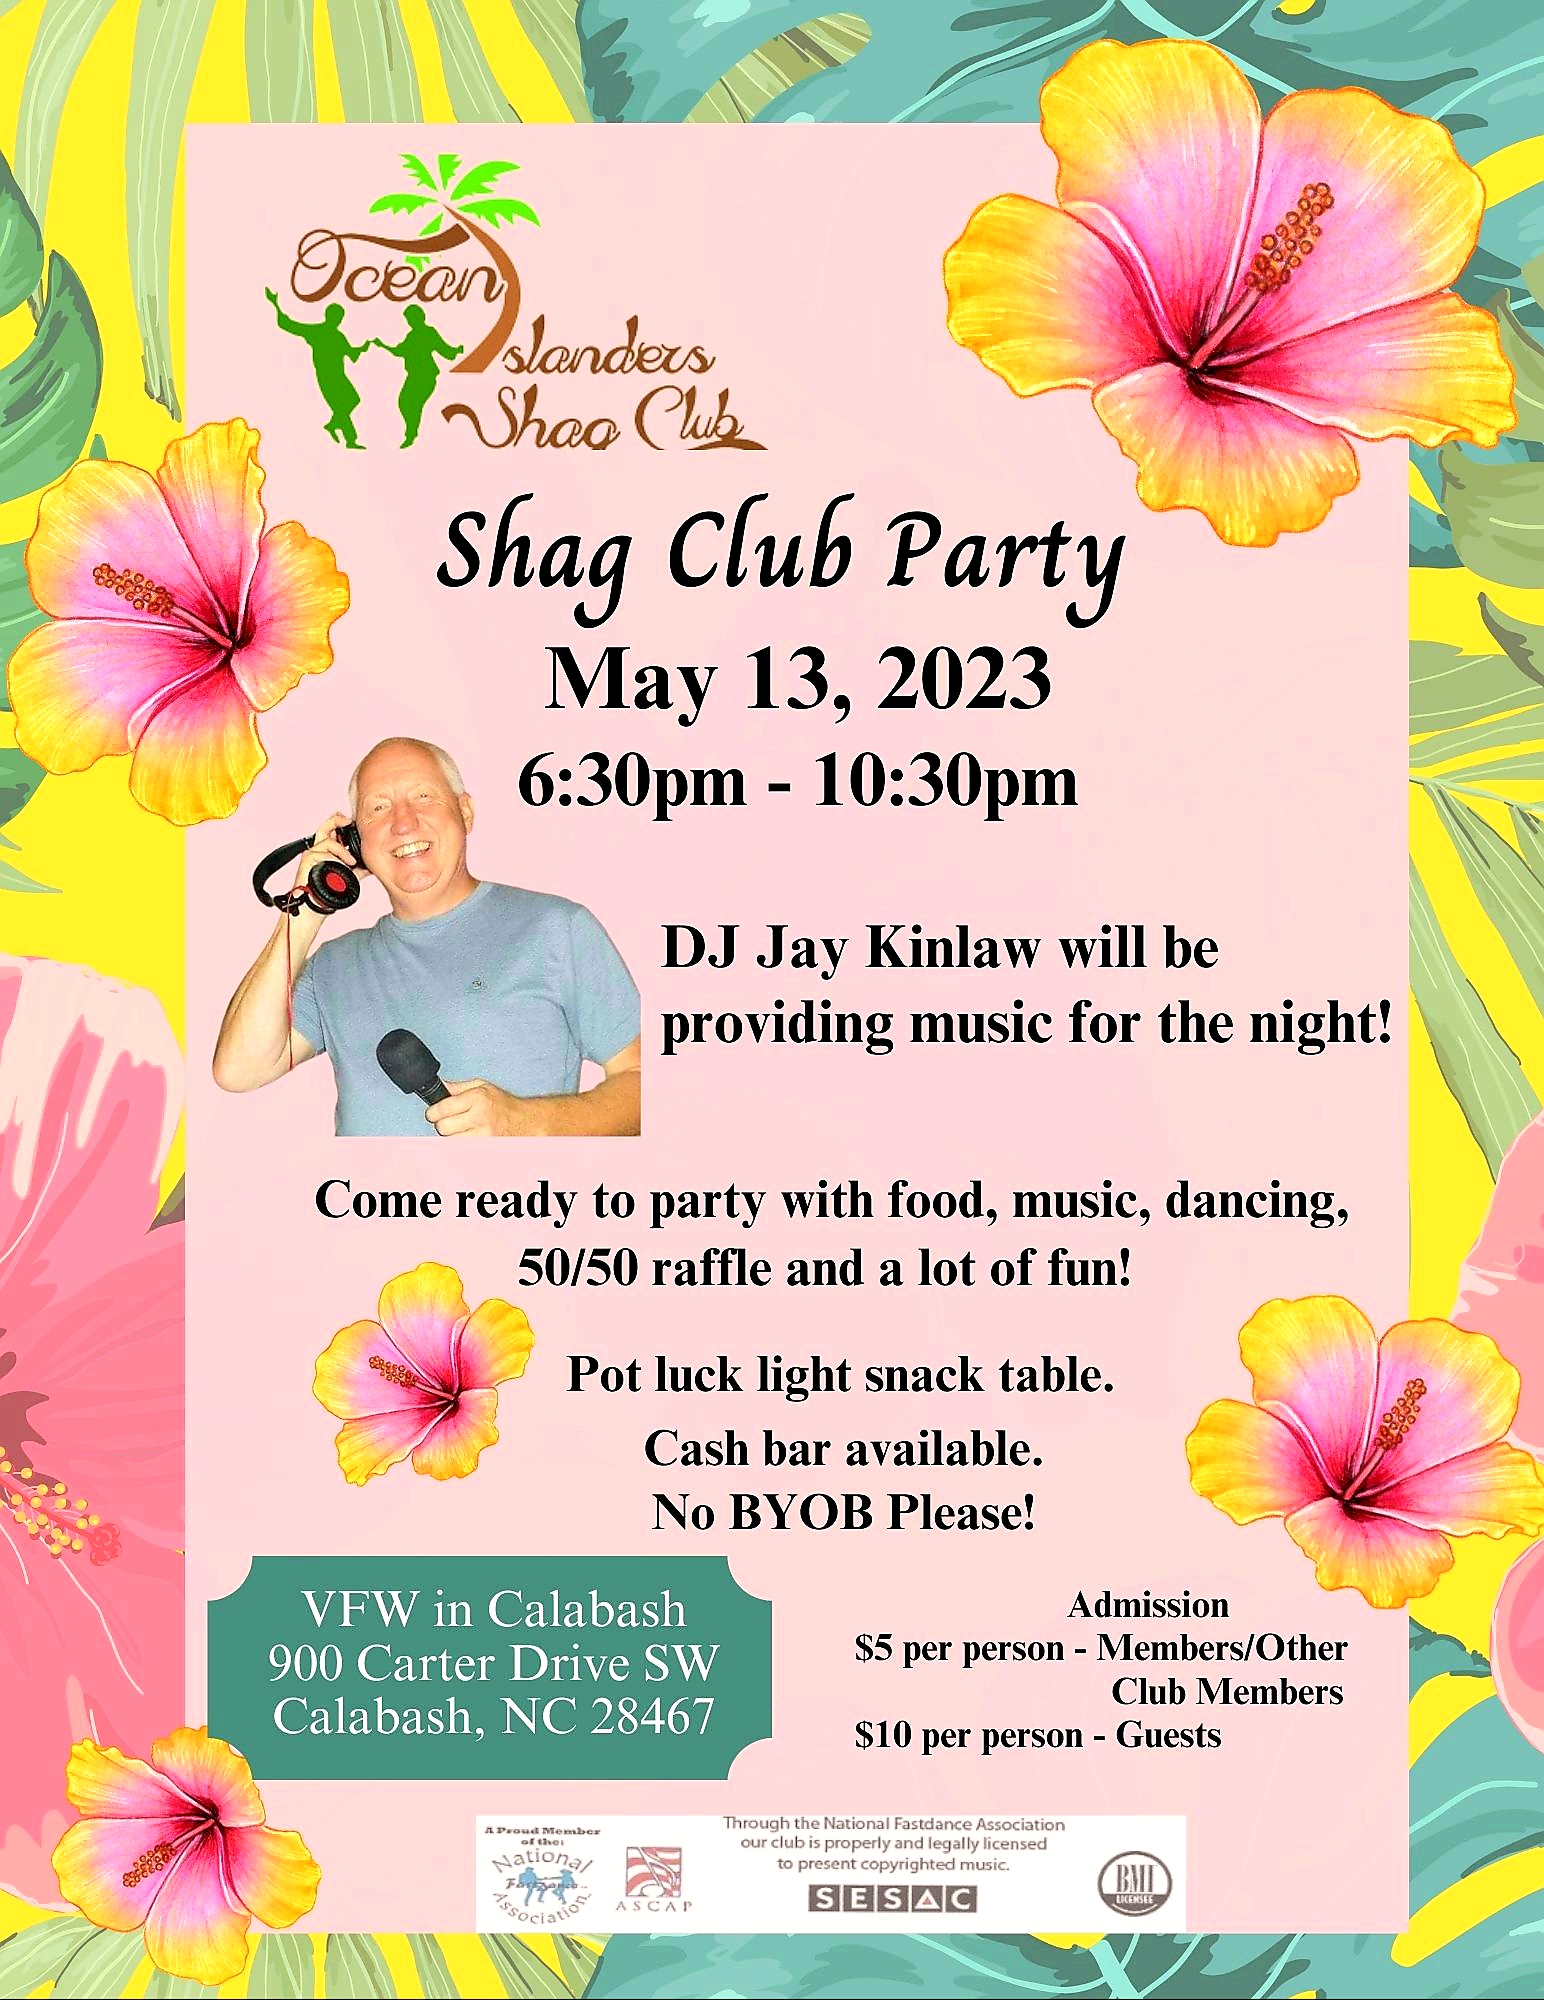 Ocean
Islanders
Shag Club
Shag Club Party
May 13, 2023
6:30pm - 10:30pm
DJ Jay Kinlaw will be
providing music for the night!
Come ready to party with food, music, dancing,
50/50 raffle and a lot of fun!
Pot luck light snack table.
Cash bar available.
No BYOB Please!
VFW in Calabash
900 Carter Drive SW
Calabash, NC 28467
Admission
$5 per person - Members/Other
Club Members
$10 per person - Guests
A Proud Member
of the:
National
Fastdance
Association
ASCAP
Through the National Fastdance Association
our club is properly and legally licensed
to present copyrighted music.
SESAC
BMI
LICENSEE